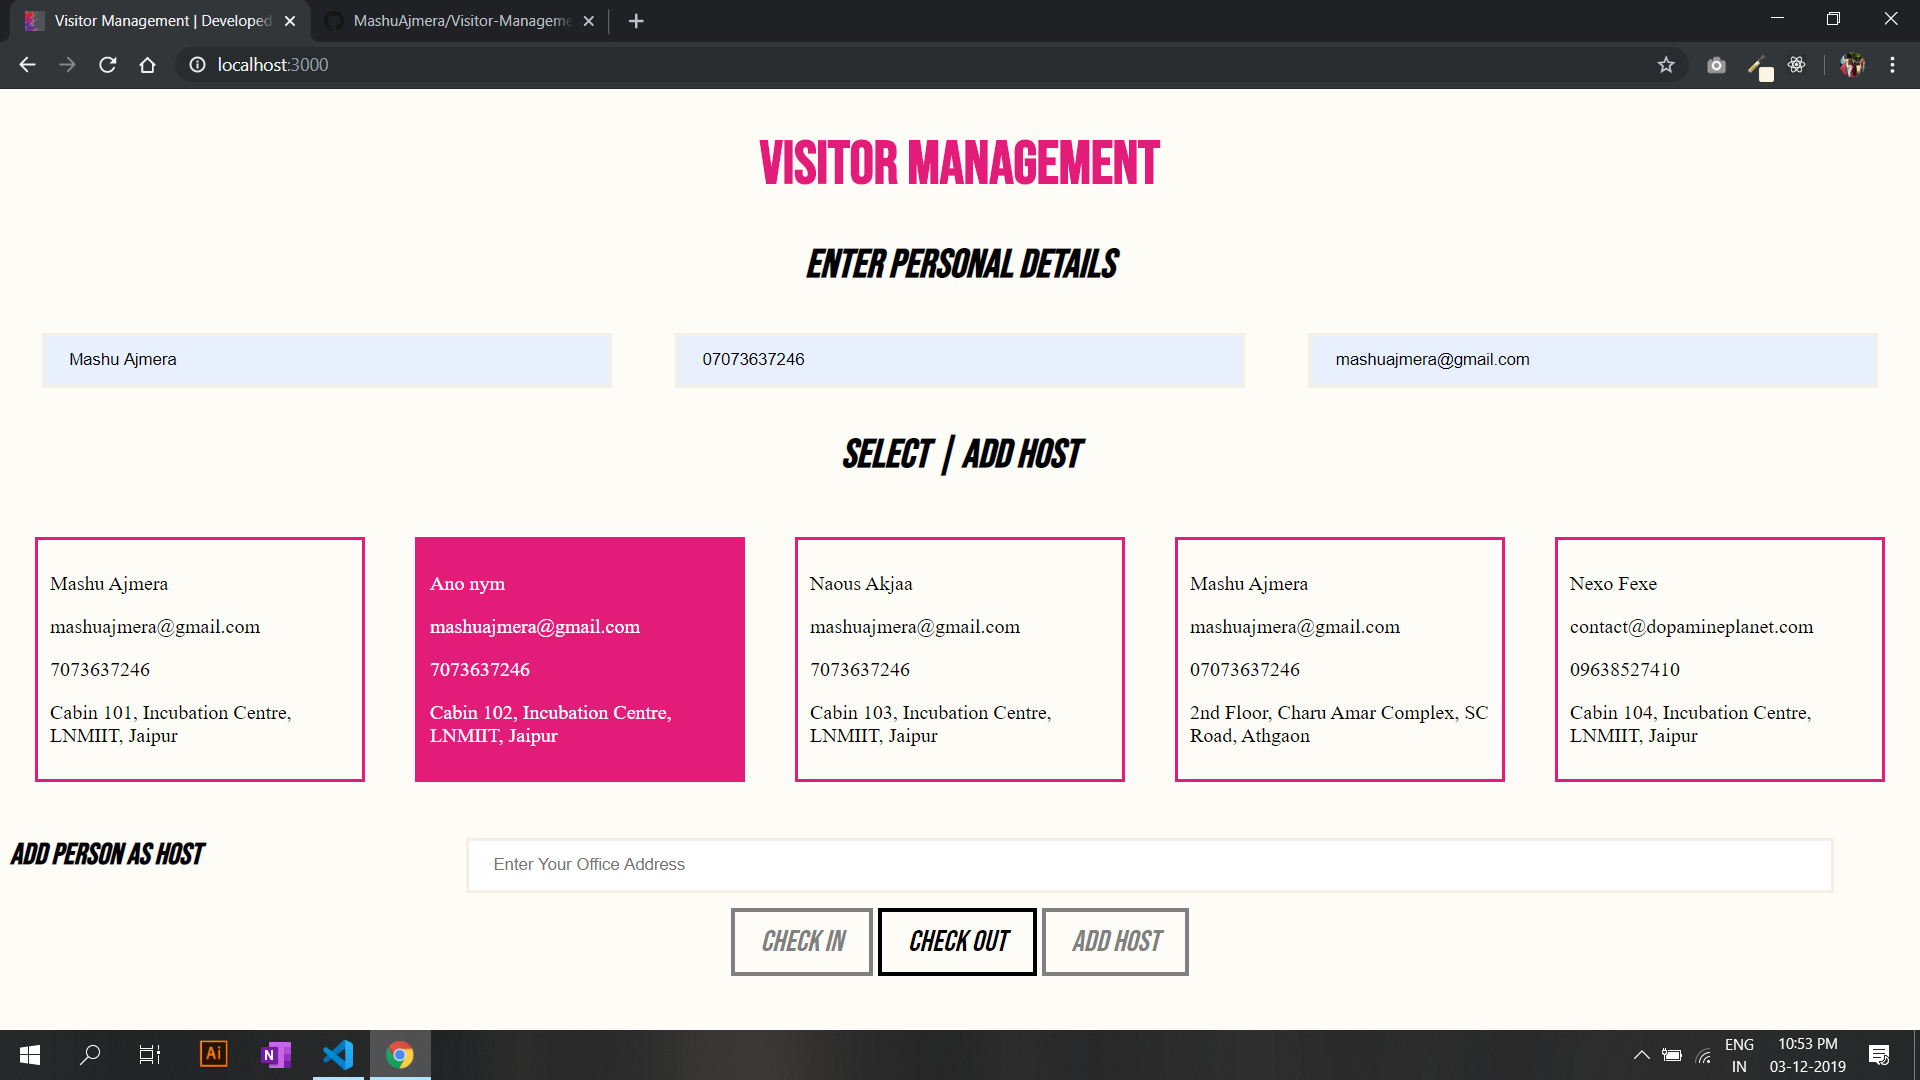 Visitor Management | Developed
MashuAjmera/Visitor-Manageme
localhost:3000
VISITOR MANAGEMENT
ENTER PERSONAL DETAILS
Mashu Ajmera
07073637246
mashuajmera@gmail.com
SELECT | ADD HOST
Mashu Ajmera
mashuajmera@gmail.com
7073637246
Cabin 101, Incubation Centre,
LNMIIT, Jaipur
Ano nym
mashuajmera@gmail.com
7073637246
Cabin 102, Incubation Centre,
LNMIIT, Jaipur
Naous Akjaa
mashuajmera@gmail.com
7073637246
Cabin 103, Incubation Centre,
LNMIIT, Jaipur
Mashu Ajmera
mashuajmera@gmail.com
07073637246
2nd Floor, Charu Amar Complex, SC
Road, Athgaon
Nexo Fexe
contact@dopamineplanet.com
09638527410
Cabin 104, Incubation Centre,
LNMIIT, Jaipur
ADD PERSON AS HOST
Enter Your Office Address
CHECK IN
CHECK OUT
ADD HOST
Ai
N
ENG
IN
10:53 PM
03-12-2019